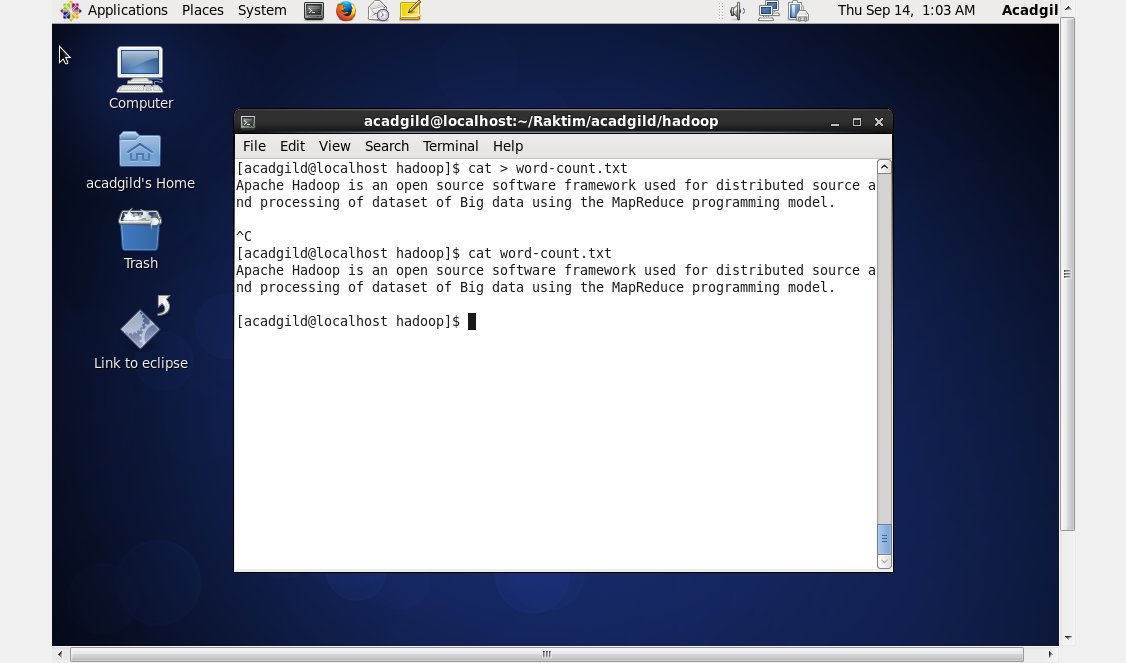 Applications Places System
Thu Sep 14, 1:03 AM Acadgil
Computer
acadgild's Home
Trash
Link to eclipse
acadgild@localhost:~/Raktim/acadgild/hadoop
File Edit View Search Terminal Help
[acadgild@localhost hadoop]$ cat > word-count.txt
Apache Hadoop is an open source software framework used for distributed source a
nd processing of dataset of Big data using the MapReduce programming model.
^C
[acadgild@localhost hadoop]$ cat word-count.txt
Apache Hadoop is an open source software framework used for distributed source a
nd processing of dataset of Big data using the MapReduce programming model.
[acadgild@localhost hadoop]$